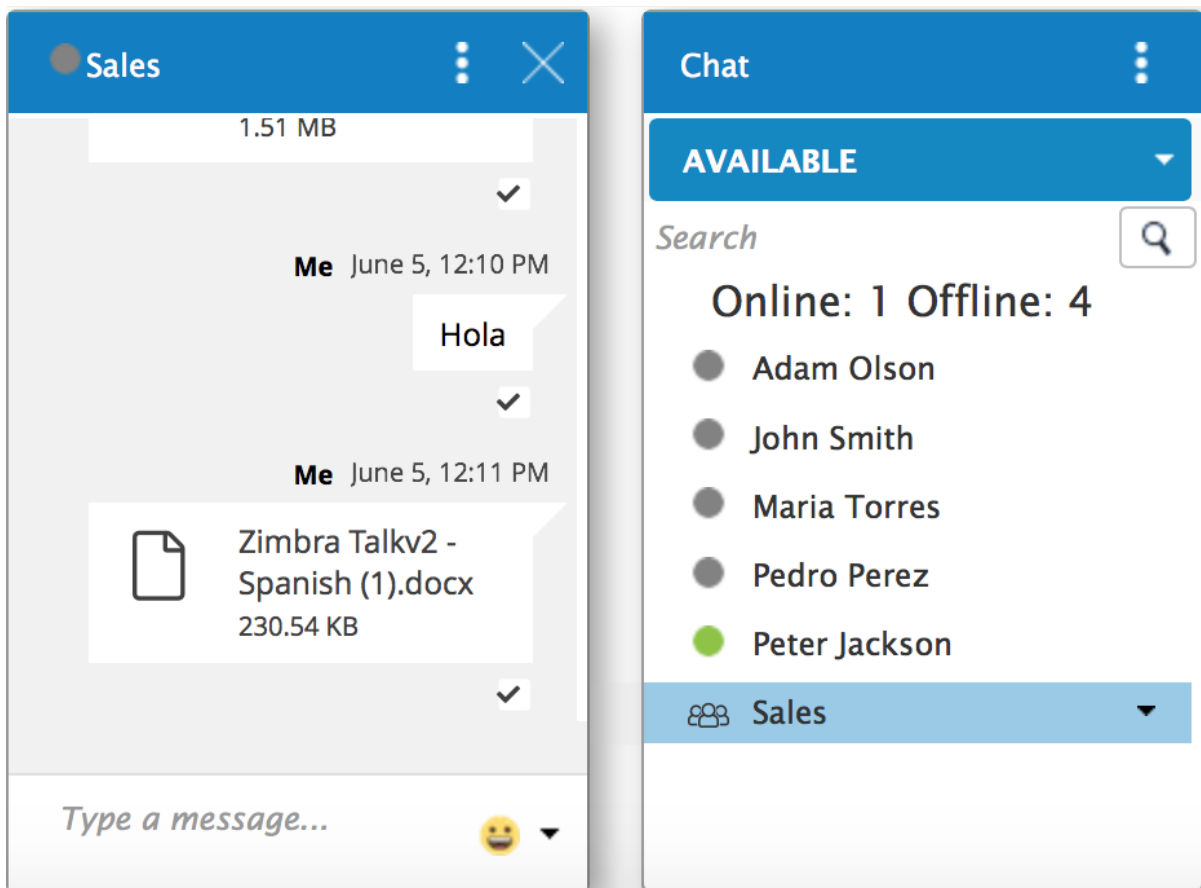 Sales
1.51 MB
Me June 5, 12:10 PM
Hola
Me June 5, 12:11 PM
Zimbra Talkv2 -
Spanish (1).docx
230.54 KB
Type a message...
Chat
AVAILABLE
Search
Online: 1 Offline: 4
Adam Olson
John Smith
Maria Torres
Pedro Perez
Peter Jackson
Sales